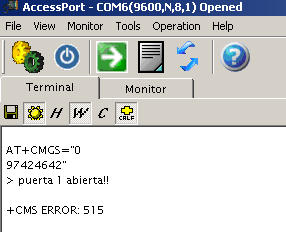 AccessPort - COM6(9600,N,8,1) Opened
File View Monitor Tools Operation Help
Terminal Monitor
H W C CRLF
AT+CMGS="0
97424642"
> puerta 1 abierta!!
+CMS ERROR: 515